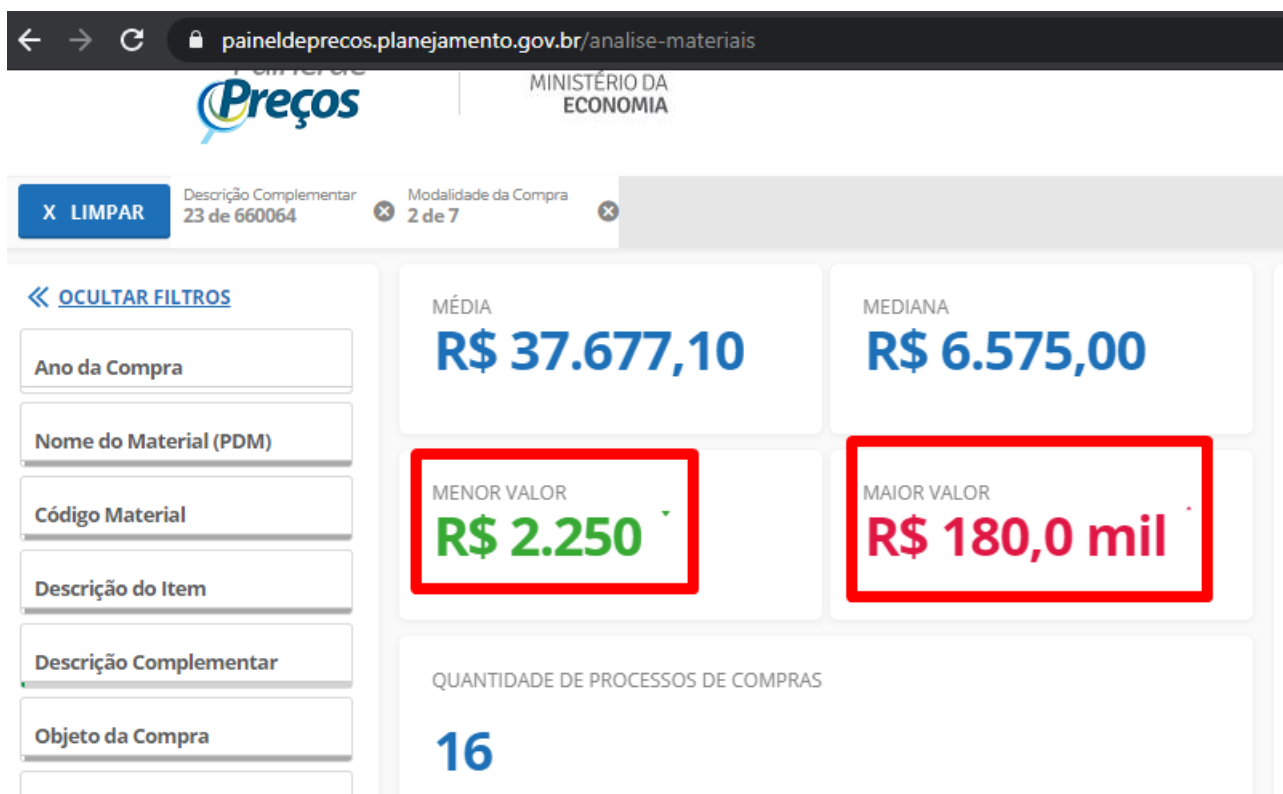 paineldeprecos.planejamento.gov.br/analise-materiais
Painel de
Preços
MINISTÉRIO DA
ECONOMIA
X LIMPAR
Descrição Complementar
23 de 660064
Modalidade da Compra
2 de 7
OCULTAR FILTROS
Ano da Compra
Nome do Material (PDM)
Código Material
Descrição do Item
Descrição Complementar
Objeto da Compra
MÉDIA
R$ 37.677,10
MEDIANA
R$ 6.575,00
MENOR VALOR
R$ 2.250
MAIOR VALOR
R$ 180,0 mil
QUANTIDADE DE PROCESSOS DE COMPRAS
16